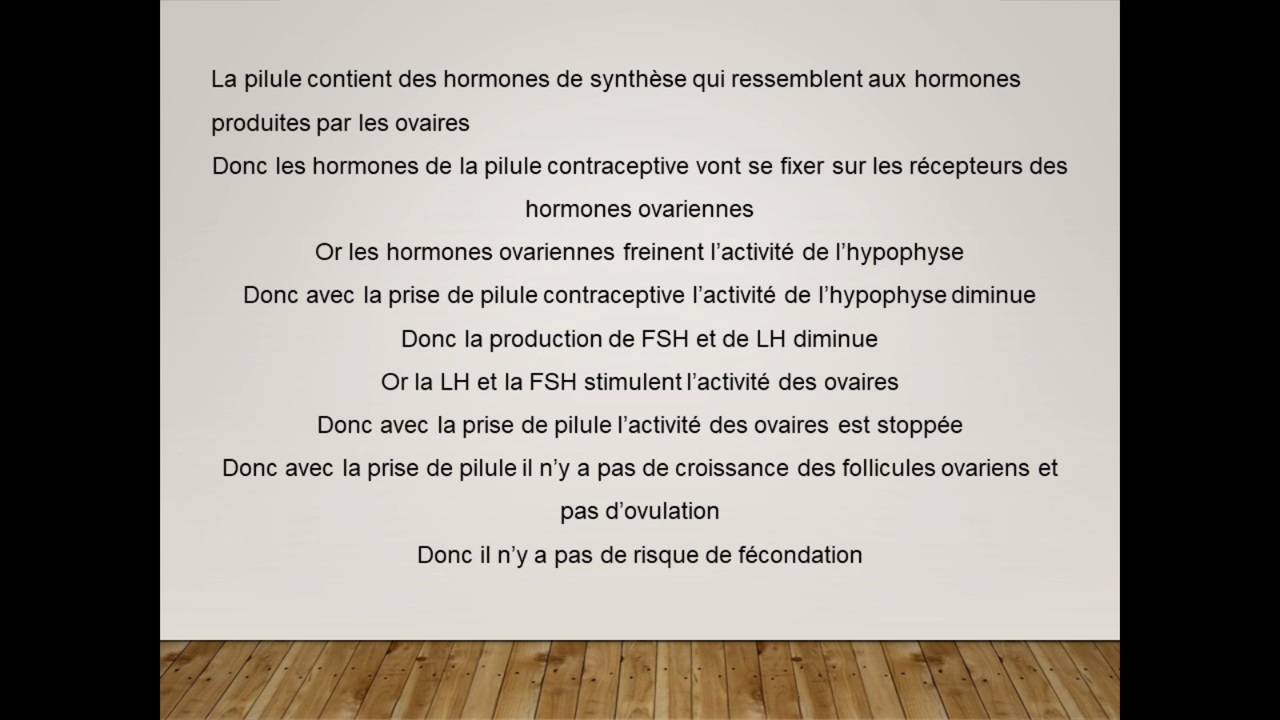 La pilule contient des hormones de synthèse qui ressemblent aux hormones
produites par les ovaires
Donc les hormones de la pilule contraceptive vont se fixer sur les récepteurs des
hormones ovariennes
Or les hormones ovariennes freinent l’activité de l’hypophyse
Donc avec la prise de pilule contraceptive l’activité de l’hypophyse diminue
Donc la production de FSH et de LH diminue
Or la LH et la FSH stimulent l’activité des ovaires
Donc avec la prise de pilule l’activité des ovaires est stoppée
Donc avec la prise de pilule il n’y a pas de croissance des follicules ovariens et
pas d’ovulation
Donc il n’y a pas de risque de fécondation